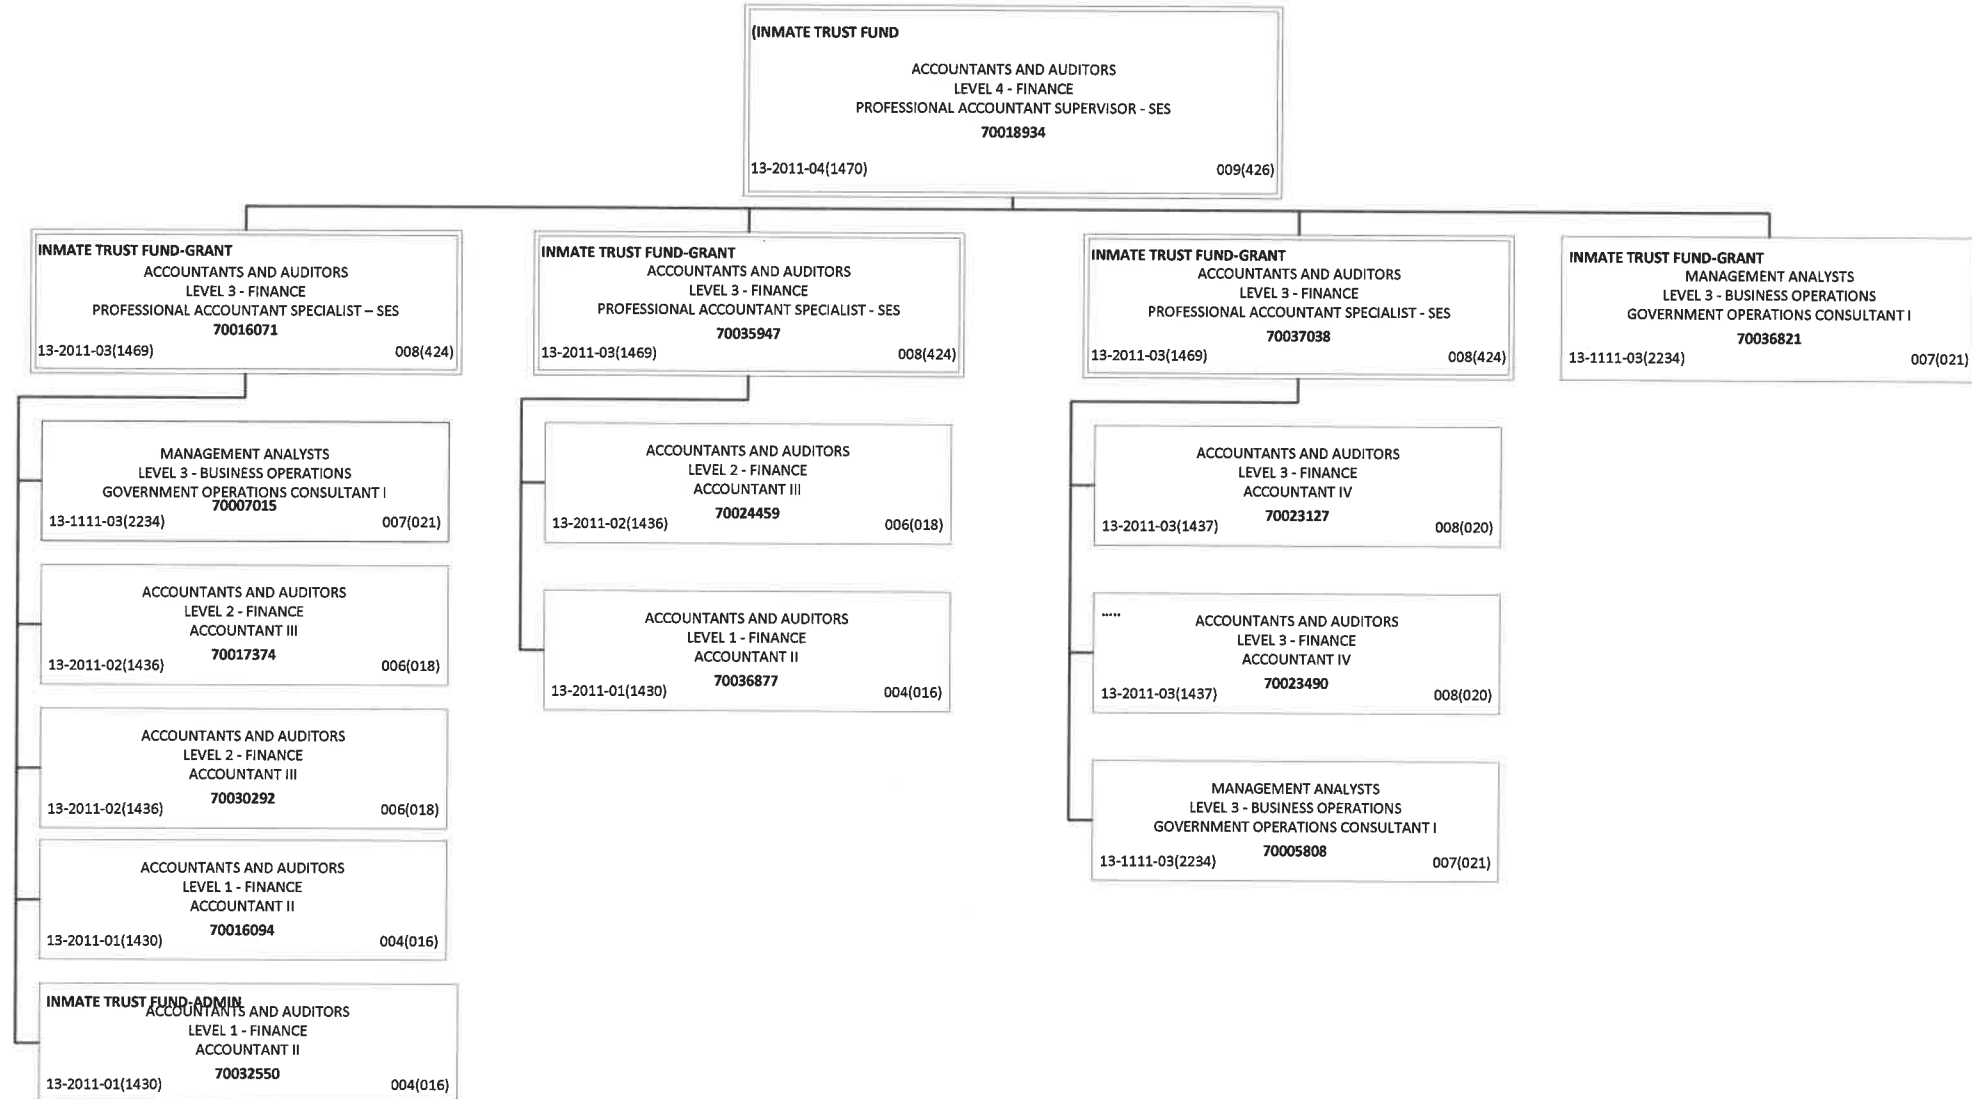 (INMATE TRUST FUND
ACCOUNTANTS AND AUDITORS
LEVEL 4 - FINANCE
PROFESSIONAL ACCOUNTANT SUPERVISOR - SES
70018934
13-2011-04(1470) 009(426)
INMATE TRUST FUND-GRANT
ACCOUNTANTS AND AUDITORS
LEVEL 3 - FINANCE
PROFESSIONAL ACCOUNTANT SPECIALIST – SES
70016071
13-2011-03(1469) 008(424)
INMATE TRUST FUND-GRANT
ACCOUNTANTS AND AUDITORS
LEVEL 3 - FINANCE
PROFESSIONAL ACCOUNTANT SPECIALIST - SES
70035947
13-2011-03(1469) 008(424)
INMATE TRUST FUND-GRANT
ACCOUNTANTS AND AUDITORS
LEVEL 3 - FINANCE
PROFESSIONAL ACCOUNTANT SPECIALIST - SES
70037038
13-2011-03(1469) 008(424)
INMATE TRUST FUND-GRANT
MANAGEMENT ANALYSTS
LEVEL 3 - BUSINESS OPERATIONS
GOVERNMENT OPERATIONS CONSULTANT I
70036821
13-1111-03(2234) 007(021)
MANAGEMENT ANALYSTS
LEVEL 3 - BUSINESS OPERATIONS
GOVERNMENT OPERATIONS CONSULTANT I
70007015
13-1111-03(2234) 007(021)
ACCOUNTANTS AND AUDITORS
LEVEL 2 - FINANCE
ACCOUNTANT III
70017374
13-2011-02(1436) 006(018)
ACCOUNTANTS AND AUDITORS
LEVEL 2 - FINANCE
ACCOUNTANT III
70030292
13-2011-02(1436) 006(018)
ACCOUNTANTS AND AUDITORS
LEVEL 1 - FINANCE
ACCOUNTANT II
70016094
13-2011-01(1430) 004(016)
INMATE TRUST FUND-ADMIN
ACCOUNTANTS AND AUDITORS
LEVEL 1 - FINANCE
ACCOUNTANT II
70032550
13-2011-01(1430) 004(016)
ACCOUNTANTS AND AUDITORS
LEVEL 2 - FINANCE
ACCOUNTANT III
70024459
13-2011-02(1436) 006(018)
ACCOUNTANTS AND AUDITORS
LEVEL 1 - FINANCE
ACCOUNTANT II
70036877
13-2011-01(1430) 004(016)
ACCOUNTANTS AND AUDITORS
LEVEL 3 - FINANCE
ACCOUNTANT IV
70023127
13-2011-03(1437) 008(020)
.....
ACCOUNTANTS AND AUDITORS
LEVEL 3 - FINANCE
ACCOUNTANT IV
70023490
13-2011-03(1437) 008(020)
MANAGEMENT ANALYSTS
LEVEL 3 - BUSINESS OPERATIONS
GOVERNMENT OPERATIONS CONSULTANT I
70005808
13-1111-03(2234) 007(021)